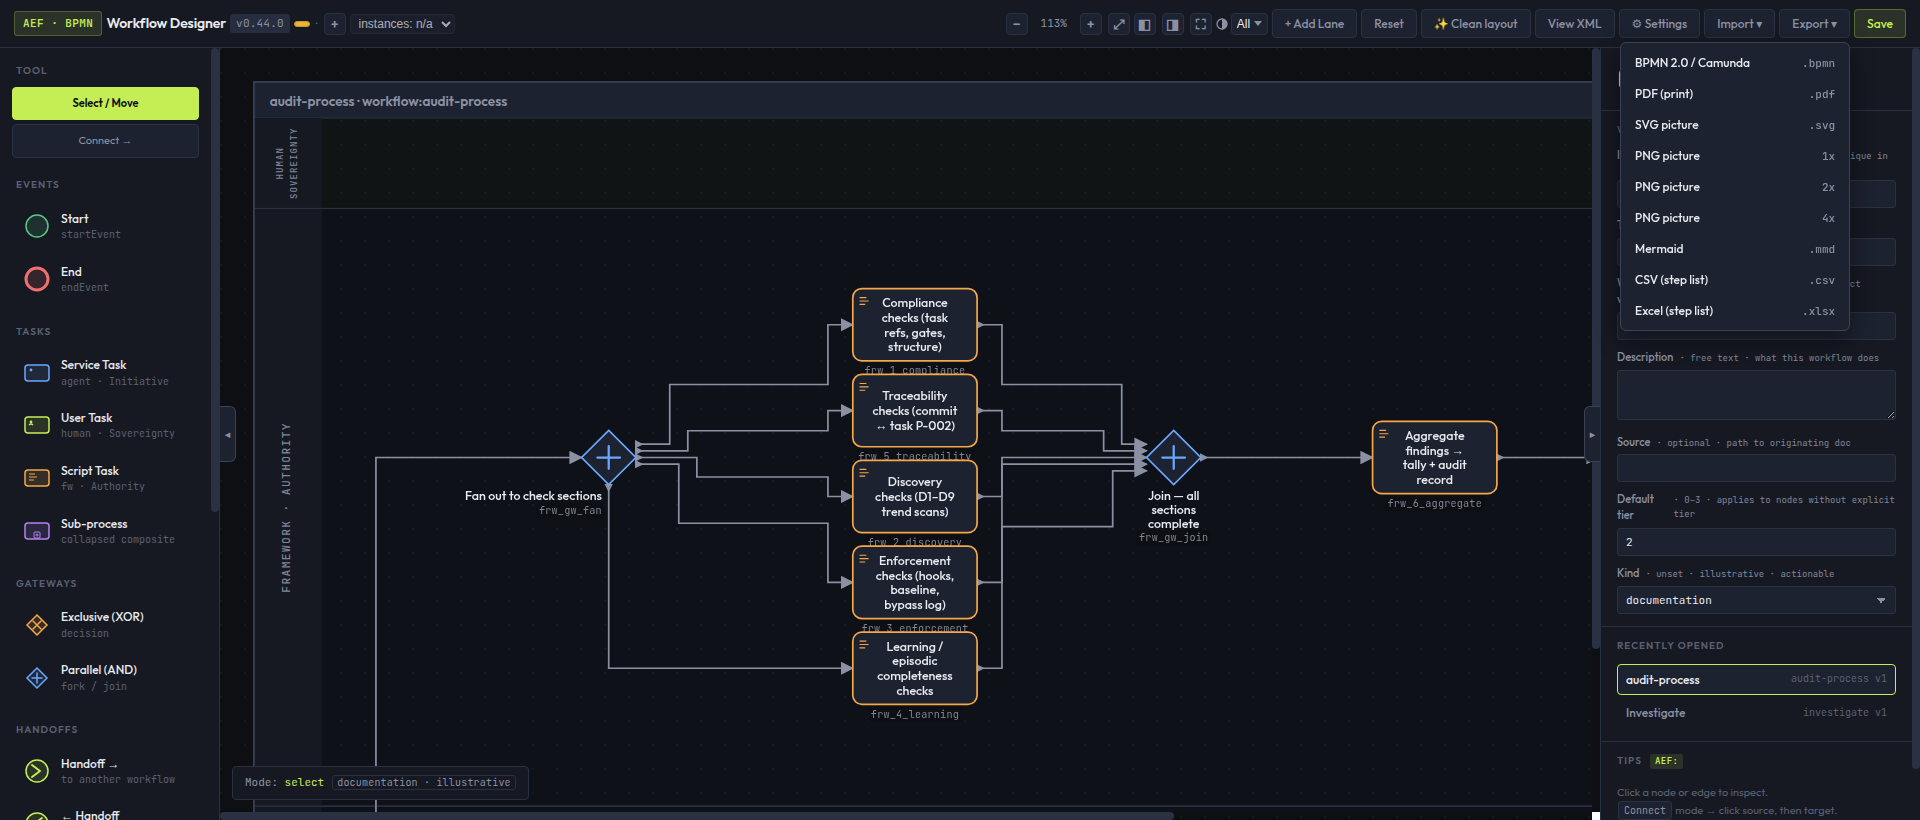 AEF · BPMN
Workflow Designer
v0.44.0
+
instances: n/a
−
113%
+
All
+ Add Lane
Reset
✨ Clean layout
View XML
⚙ Settings
Import ▾
Export ▾
Save
TOOL
Select / Move
Connect →
EVENTS
Start
startEvent
End
endEvent
TASKS
Service Task
agent · Initiative
User Task
human · Sovereignty
Script Task
fw · Authority
Sub-process
collapsed composite
GATEWAYS
Exclusive (XOR)
decision
Parallel (AND)
fork / join
HANDOFFS
Handoff →
to another workflow
← Handoff
audit-process · workflow:audit-process
HUMAN
SOVEREIGNTY
FRAMEWORK · AUTHORITY
Fan out to check sections
frw_gw_fan
Compliance
checks (task
refs, gates,
structure)
frw_1_compliance
Traceability
checks (commit
↔ task P-002)
frw_5_traceability
Discovery
checks (D1–D9
trend scans)
frw_2_discovery
Enforcement
checks (hooks,
baseline,
bypass log)
frw_3_enforcement
Learning /
episodic
completeness
checks
frw_4_learning
Join — all
sections
complete
frw_gw_join
Aggregate
findings →
tally + audit
record
frw_6_aggregate
Mode: select documentation · illustrative
BPMN 2.0 / Camunda .bpmn
PDF (print) .pdf
SVG picture .svg
PNG picture 1x
PNG picture 2x
PNG picture 4x
Mermaid .mmd
CSV (step list) .csv
Excel (step list) .xlsx
ique in
ct
Description · free text · what this workflow does
Source · optional · path to originating doc
Default tier · 0-3 · applies to nodes without explicit tier
2
Kind · unset · illustrative · actionable
documentation
RECENTLY OPENED
audit-process audit-process v1
Investigate investigate v1
TIPS AEF:
Click a node or edge to inspect.
Connect mode → click source, then target.